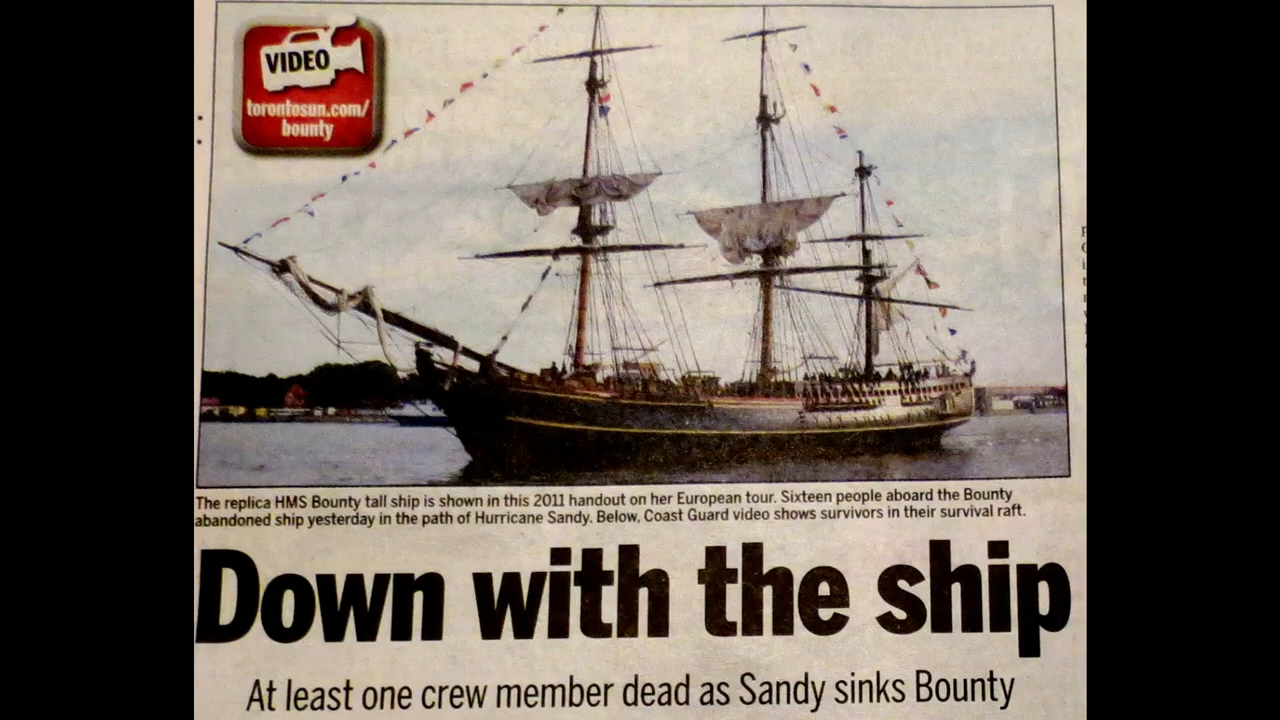 VIDEO
torontosun.com/
bounty
The replica HMS Bounty tall ship is shown in this 2011 handout on her European tour. Sixteen people aboard the Bounty
abandoned ship yesterday in the path of Hurricane Sandy. Below, Coast Guard video shows survivors in their survival raft.
Down with the ship
At least one crew member dead as Sandy sinks Bounty